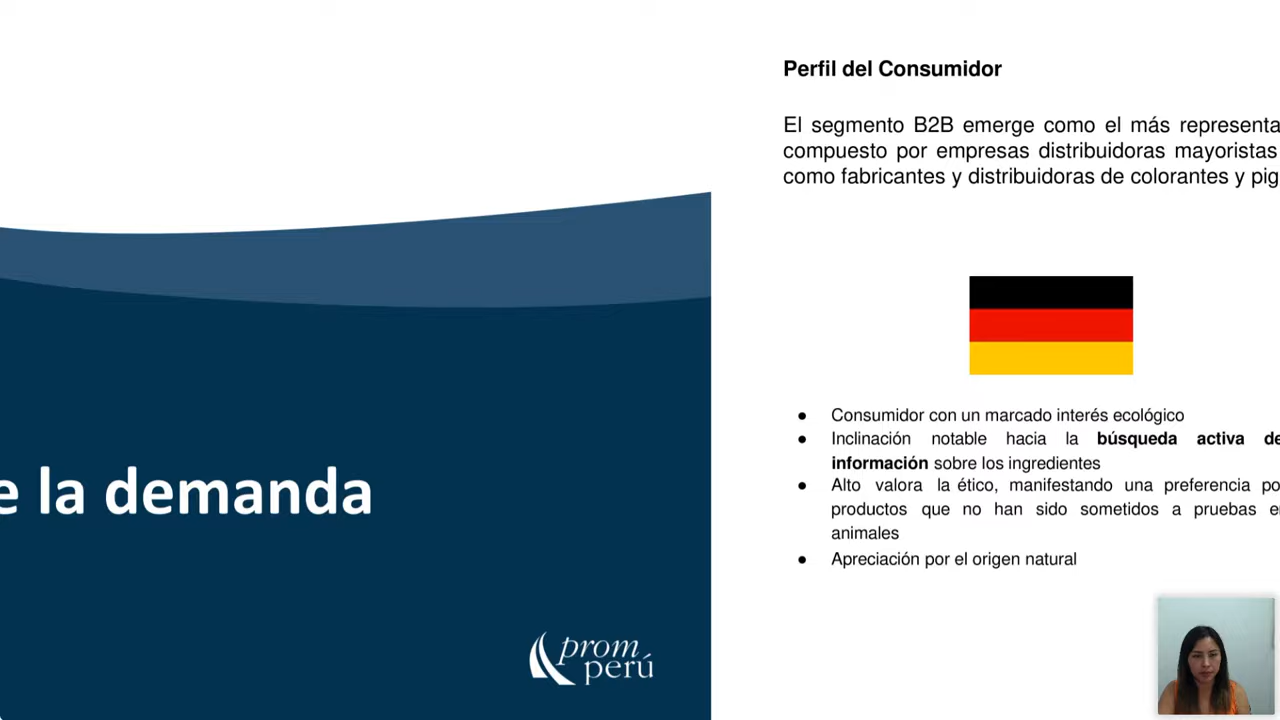 Perfil del Consumidor
El segmento B2B emerge como el más representa
compuesto por empresas distribuidoras mayoristas
como fabricantes y distribuidoras de colorantes y pig
● Consumidor con un marcado interés ecológico
● Inclinación notable hacia la búsqueda activa de
información sobre los ingredientes
● Alto valora la ético, manifestando una preferencia po
productos que no han sido sometidos a pruebas e
animales
● Apreciación por el origen natural
e la demanda
prom
perú